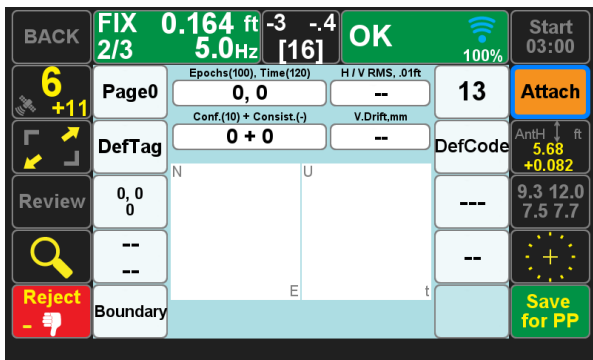 BACK
FIX 0.164 ft
2/3 5.0Hz
-3 -.4
[16]
OK
100%
Start
03:00
6
+11
Page0
Epochs(100), Time(120)
0, 0
H / V RMS, .01ft
--
13
Attach
DefTag
Conf.(10) + Consist.(-)
0 + 0
V.Drift,mm
--
DefCode
AntH ft
5.68
+0.082
Review
0, 0
0
N
U
E
t
---
9.3 12.0
7.5 7.7
--
--
--
Reject
-
Boundary
Save
for PP